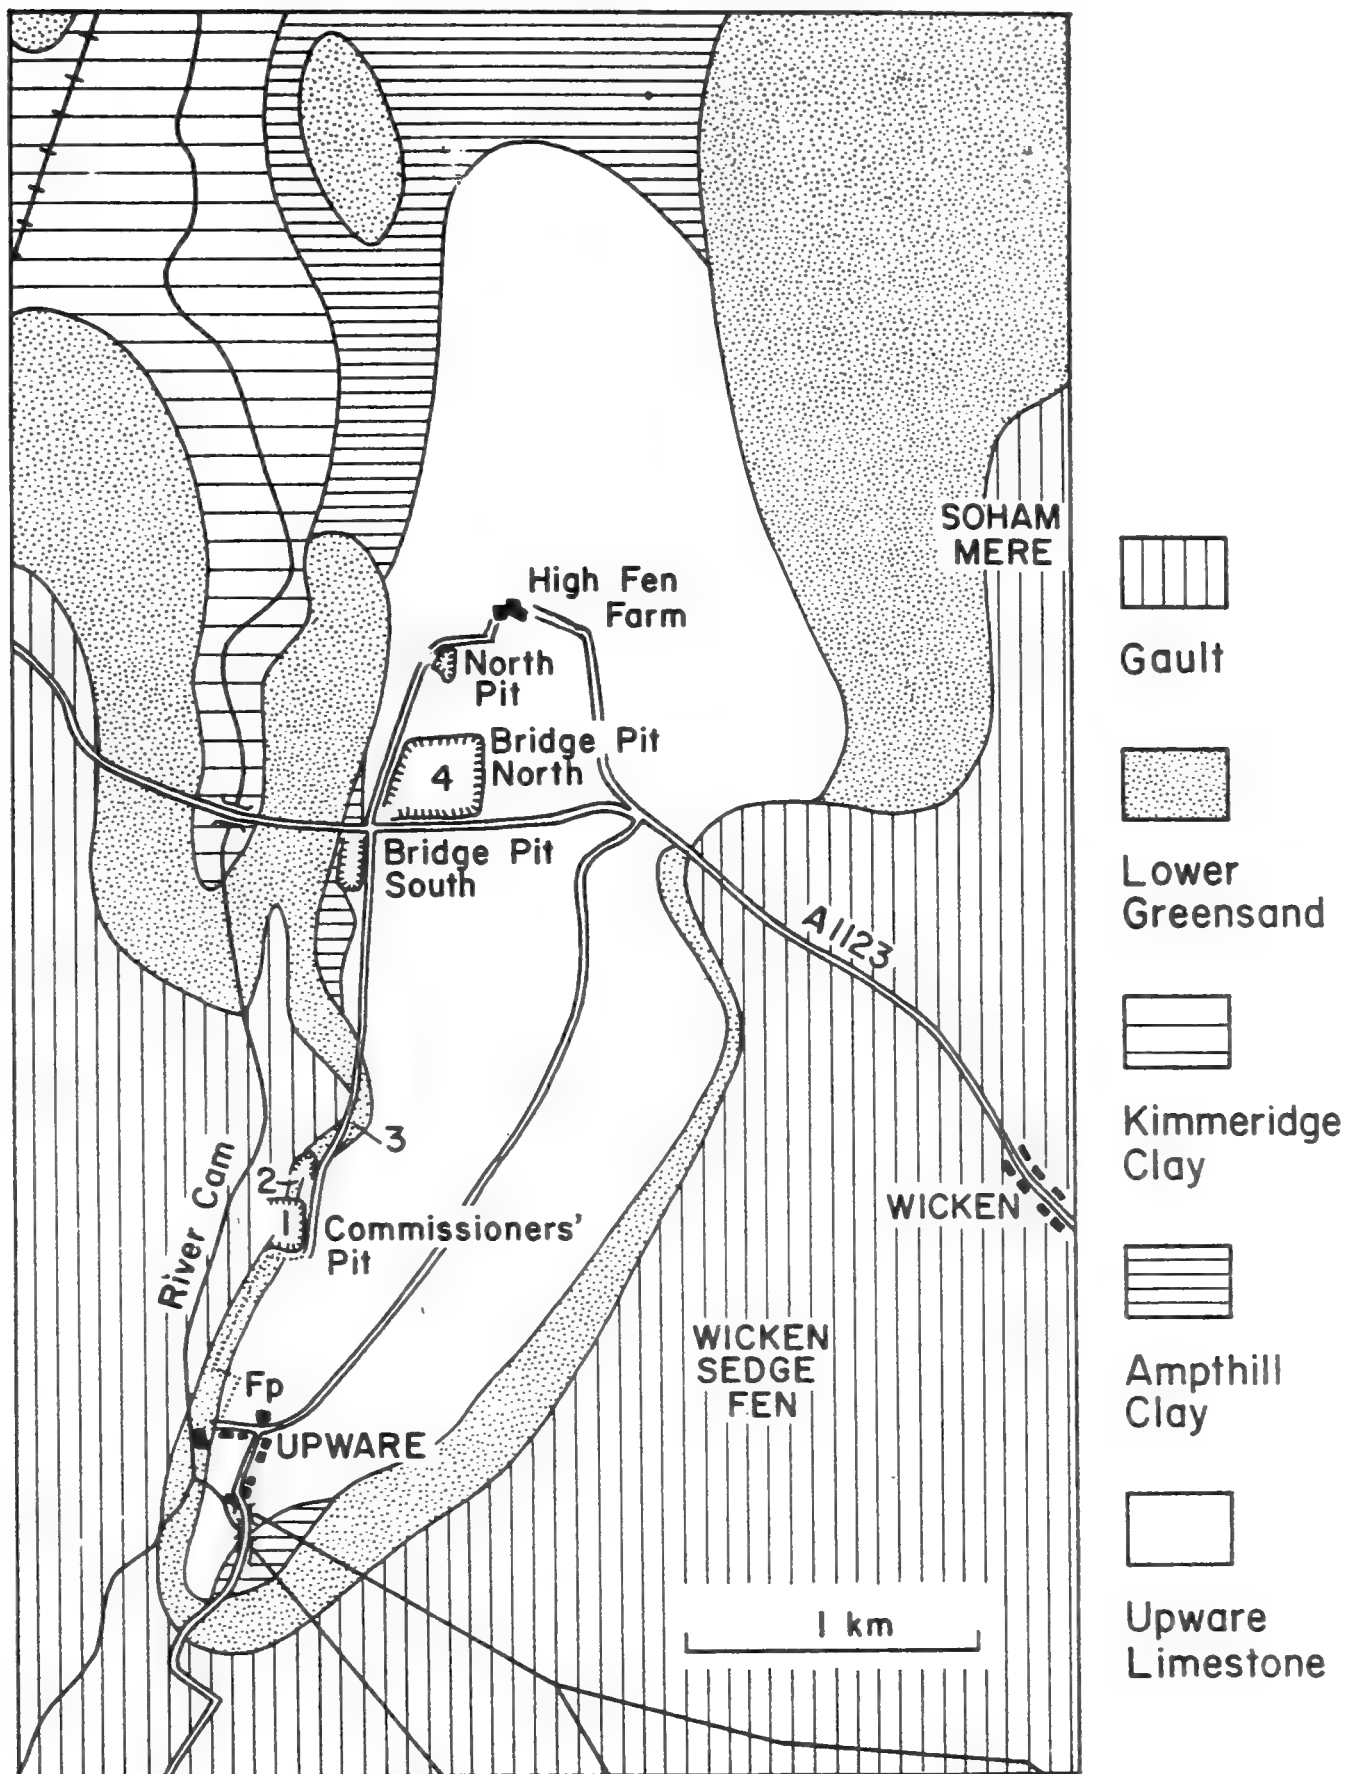 SOHAM
MERE
High Fen
Farm
North
Pit
Bridge Pit
North
4
Bridge Pit
South
A1123
3
2
1
Commissioners'
Pit
River Cam
WICKEN
WICKEN
SEDGE
FEN
Fp
UPWARE
1 km
Gault
Lower
Greensand
Kimmeridge
Clay
Ampthill
Clay
Upware
Limestone